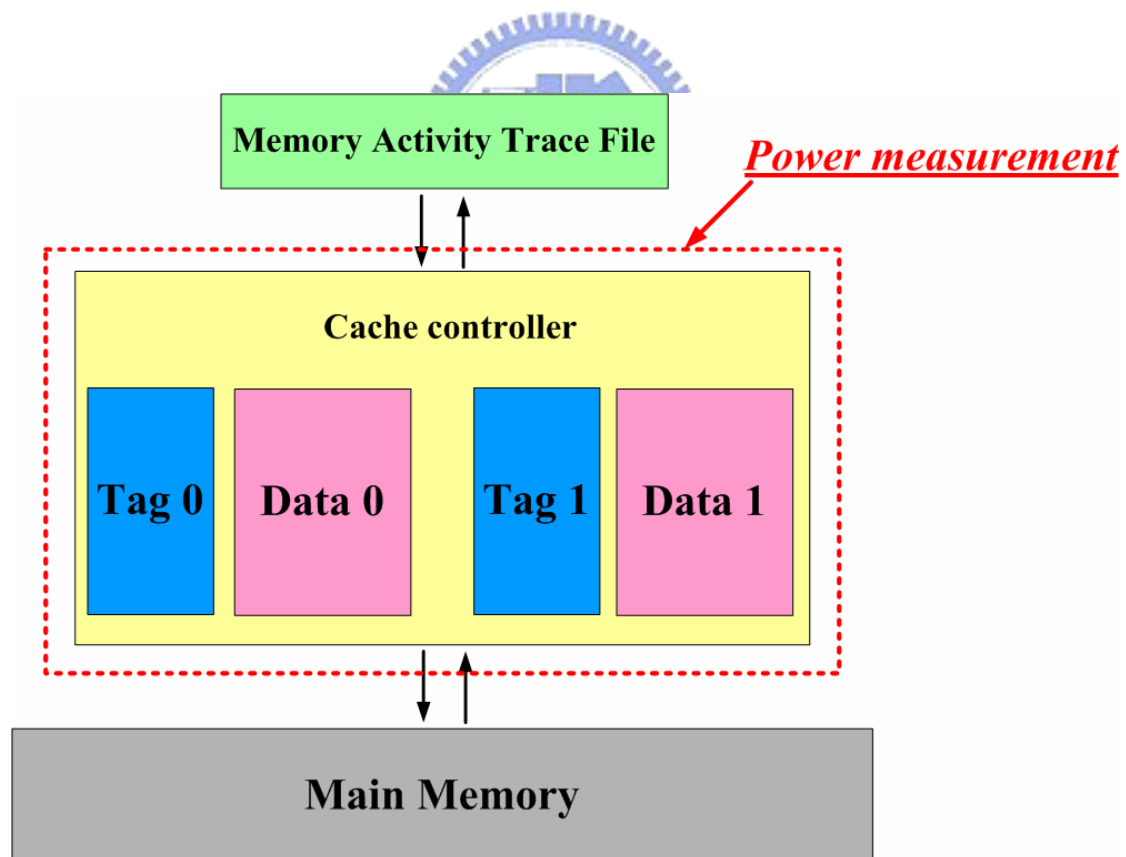 Memory Activity Trace File
Power measurement
Cache controller
Tag 0
Data 0
Tag 1
Data 1
Main Memory